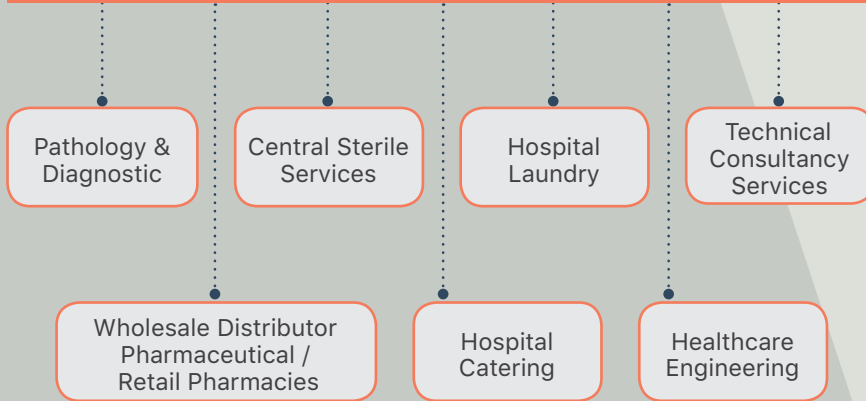 Pathology &
Diagnostic
Central Sterile
Services
Hospital
Laundry
Technical
Consultancy
Services
Wholesale Distributor
Pharmaceutical /
Retail Pharmacies
Hospital
Catering
Healthcare
Engineering